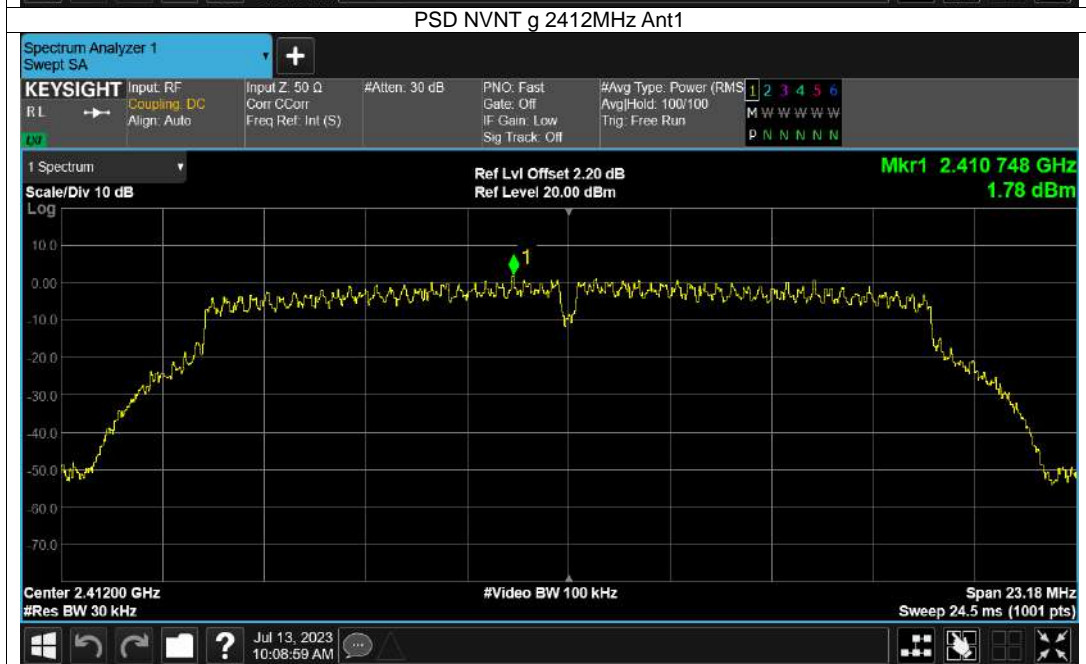 PSD NVNT g 2412MHz Ant1
Spectrum Analyzer 1
Swept SA
+
KEYSIGHT Input: RF
RL
Coupling: DC
Align: Auto
LXI
Input Z: 50 Ω
Corr CCorr
Freq Ref: Int (S)
#Atten: 30 dB
PNO: Fast
Gate: Off
IF Gain: Low
Sig Track: Off
#Avg Type: Power (RMS
Avg|Hold: 100/100
Trig: Free Run
1 2 3 4 5 6
M W W W W W
P N N N N N
1 Spectrum
Scale/Div 10 dB
Log
Ref Lvl Offset 2.20 dB
Ref Level 20.00 dBm
Mkr1 2.410 748 GHz
1.78 dBm
1
10.0
0.00
-10.0
-20.0
-30.0
-40.0
-50.0
-60.0
-70.0
Center 2.41200 GHz
#Res BW 30 kHz
#Video BW 100 kHz
Span 23.18 MHz
Sweep 24.5 ms (1001 pts)
?
Jul 13, 2023
10:08:59 AM